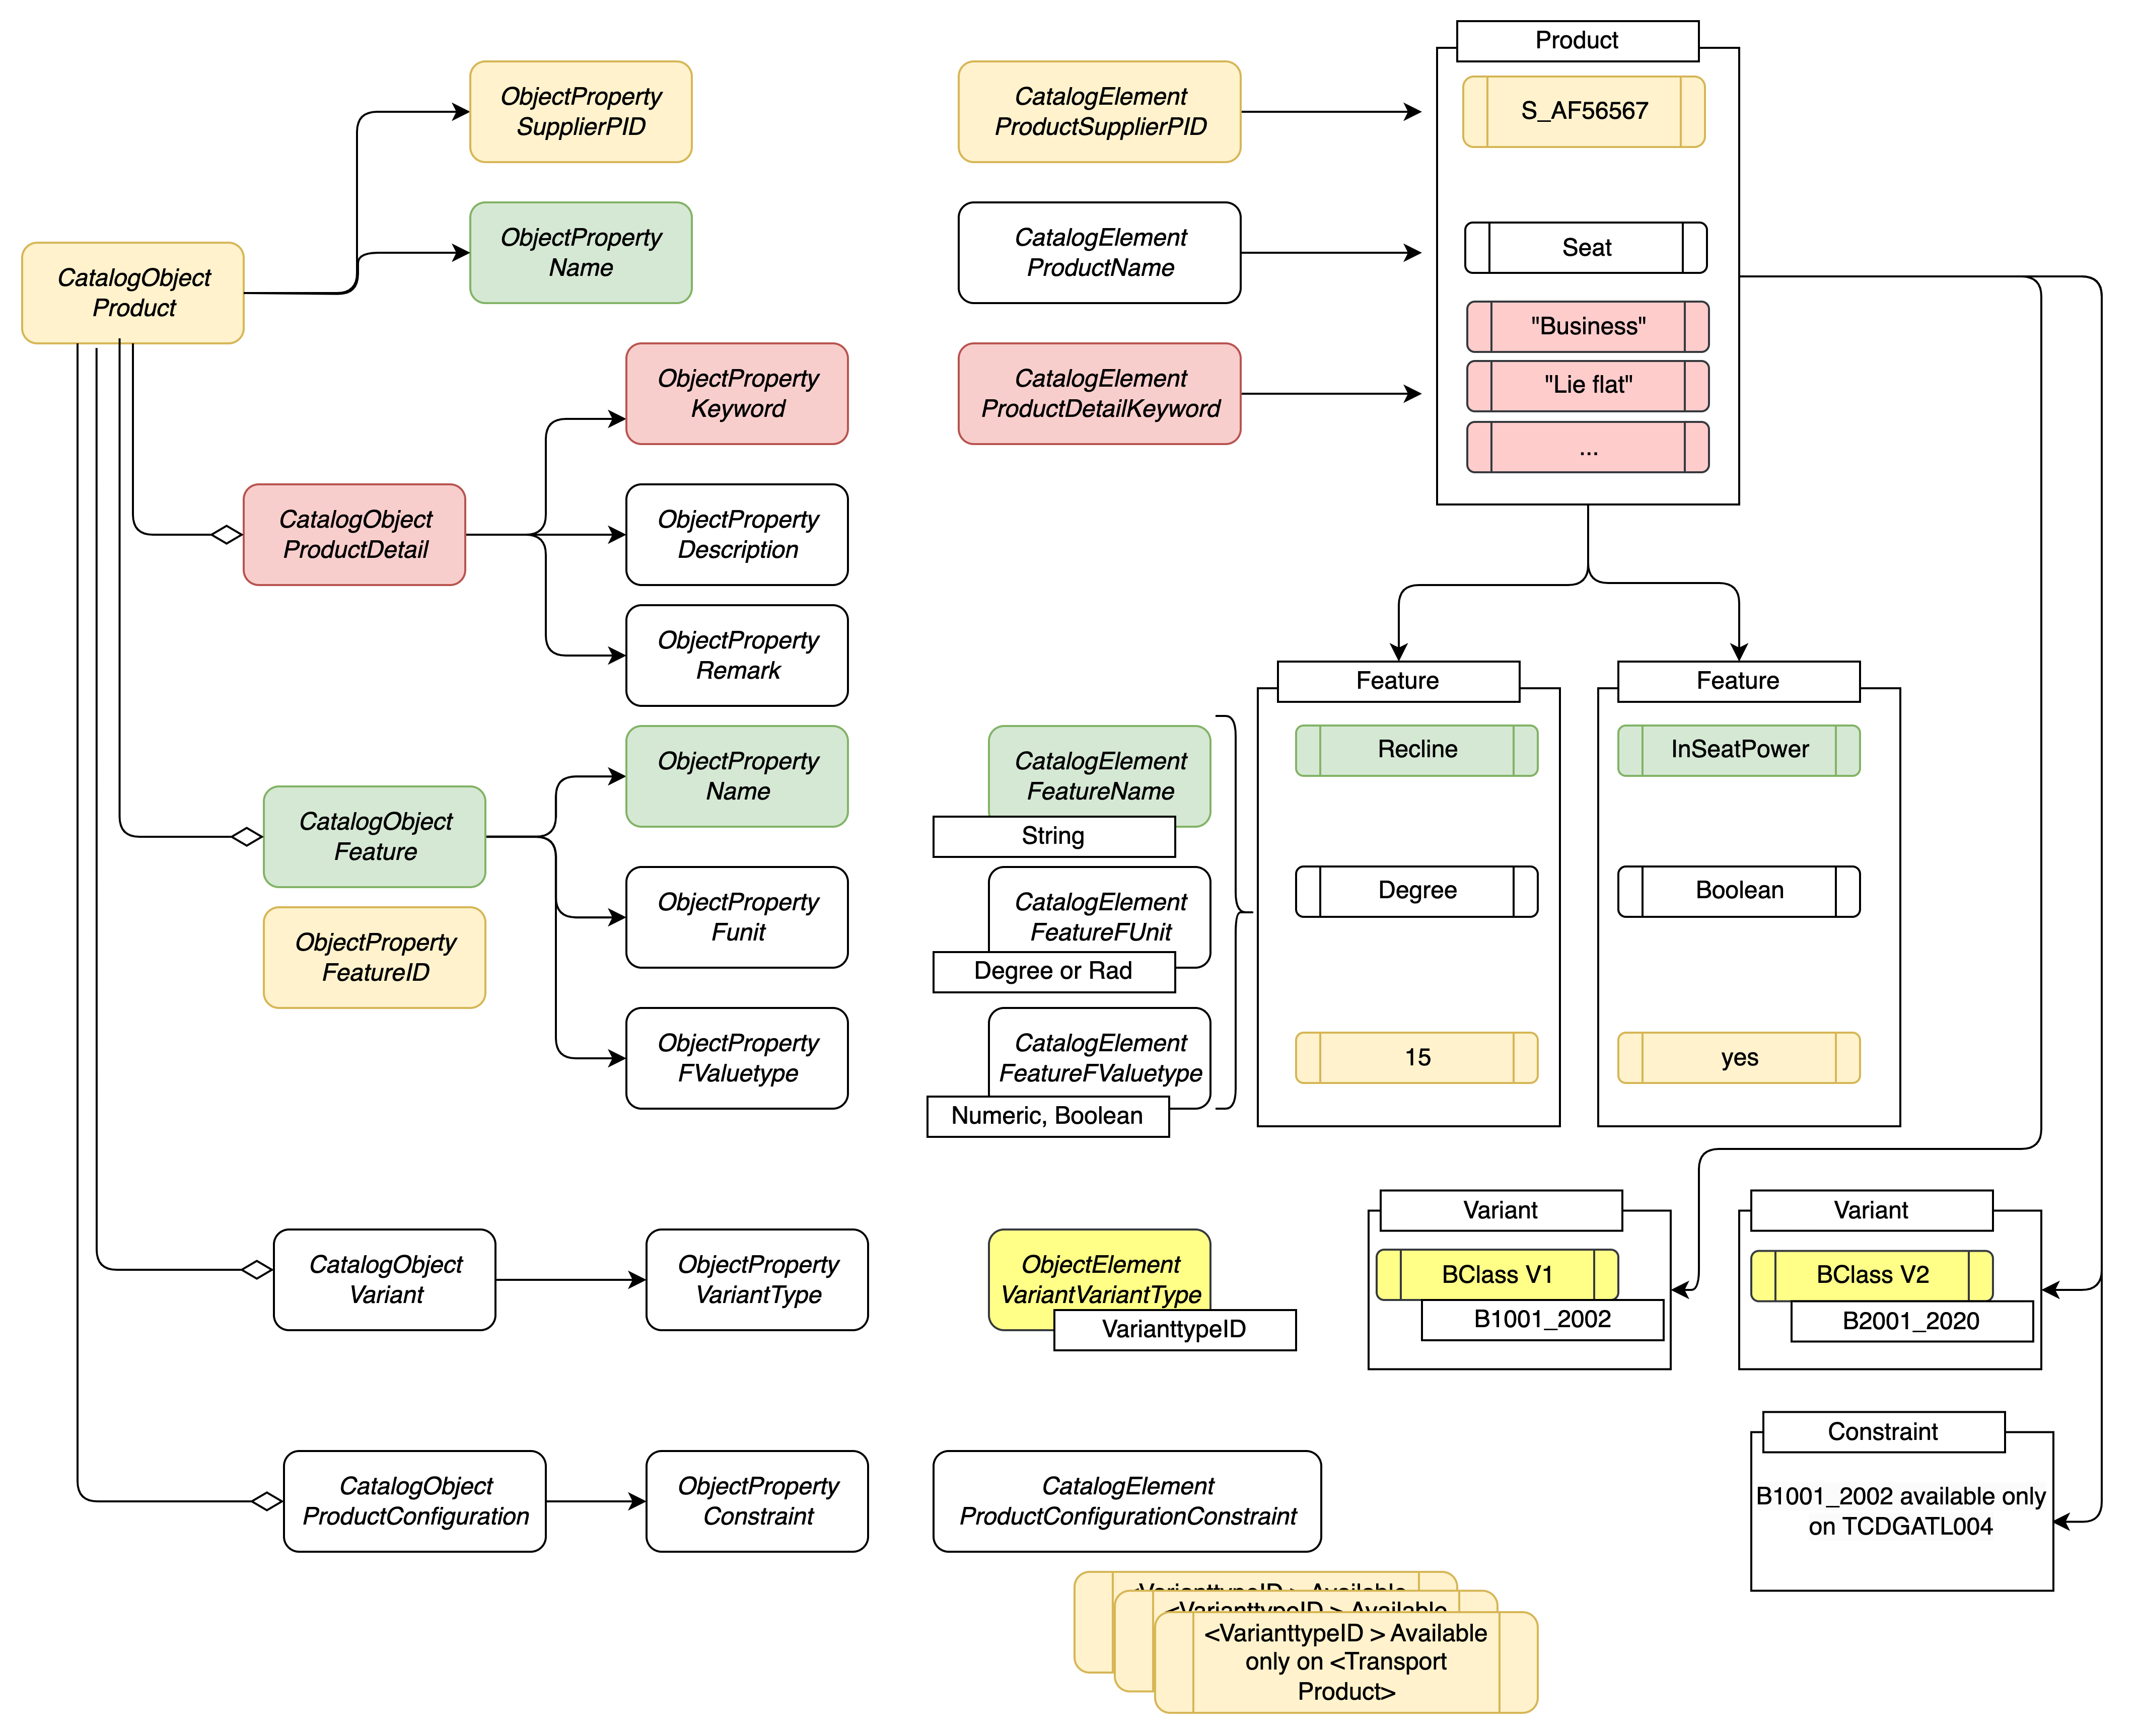 Product
ObjectProperty
SupplierPID
CatalogElement
ProductSupplierPID
S_AF56567
ObjectProperty
Name
CatalogElement
ProductName
Seat
CatalogObject
Product
"Business"
ObjectProperty
Keyword
CatalogElement
ProductDetailKeyword
"Lie flat"
...
CatalogObject
ProductDetail
ObjectProperty
Description
ObjectProperty
Remark
Feature
Feature
ObjectProperty
Name
CatalogElement
FeatureName
String
Recline
InSeatPower
CatalogObject
Feature
ObjectProperty
Funit
CatalogElement
FeatureFUnit
Degree or Rad
Degree
Boolean
ObjectProperty
FeatureID
ObjectProperty
FValuetype
CatalogElement
FeatureFValuetype
Numeric, Boolean
15
yes
Variant
Variant
CatalogObject
Variant
ObjectProperty
VariantType
ObjectElement
VariantVariantType
VarianttypeID
BClass V1
B1001_2002
BClass V2
B2001_2020
Constraint
CatalogObject
ProductConfiguration
ObjectProperty
Constraint
CatalogElement
ProductConfigurationConstraint
B1001_2002 available only
on TCDGATL004
<VarianttypeID > Available
<VarianttypeID > Available
<VarianttypeID > Available
only on <Transport
Product>